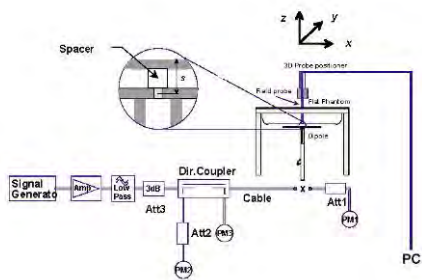 z
y
x
Spacer
s
3D Probe positioner
Field probe
Flat Phantom
Dipole
Signal
Generato
Amp
Low
Pass
3dB
Att3
Dir.Coupler
Cable
x
Att1
PM1
Att2
PM3
PM2
PC